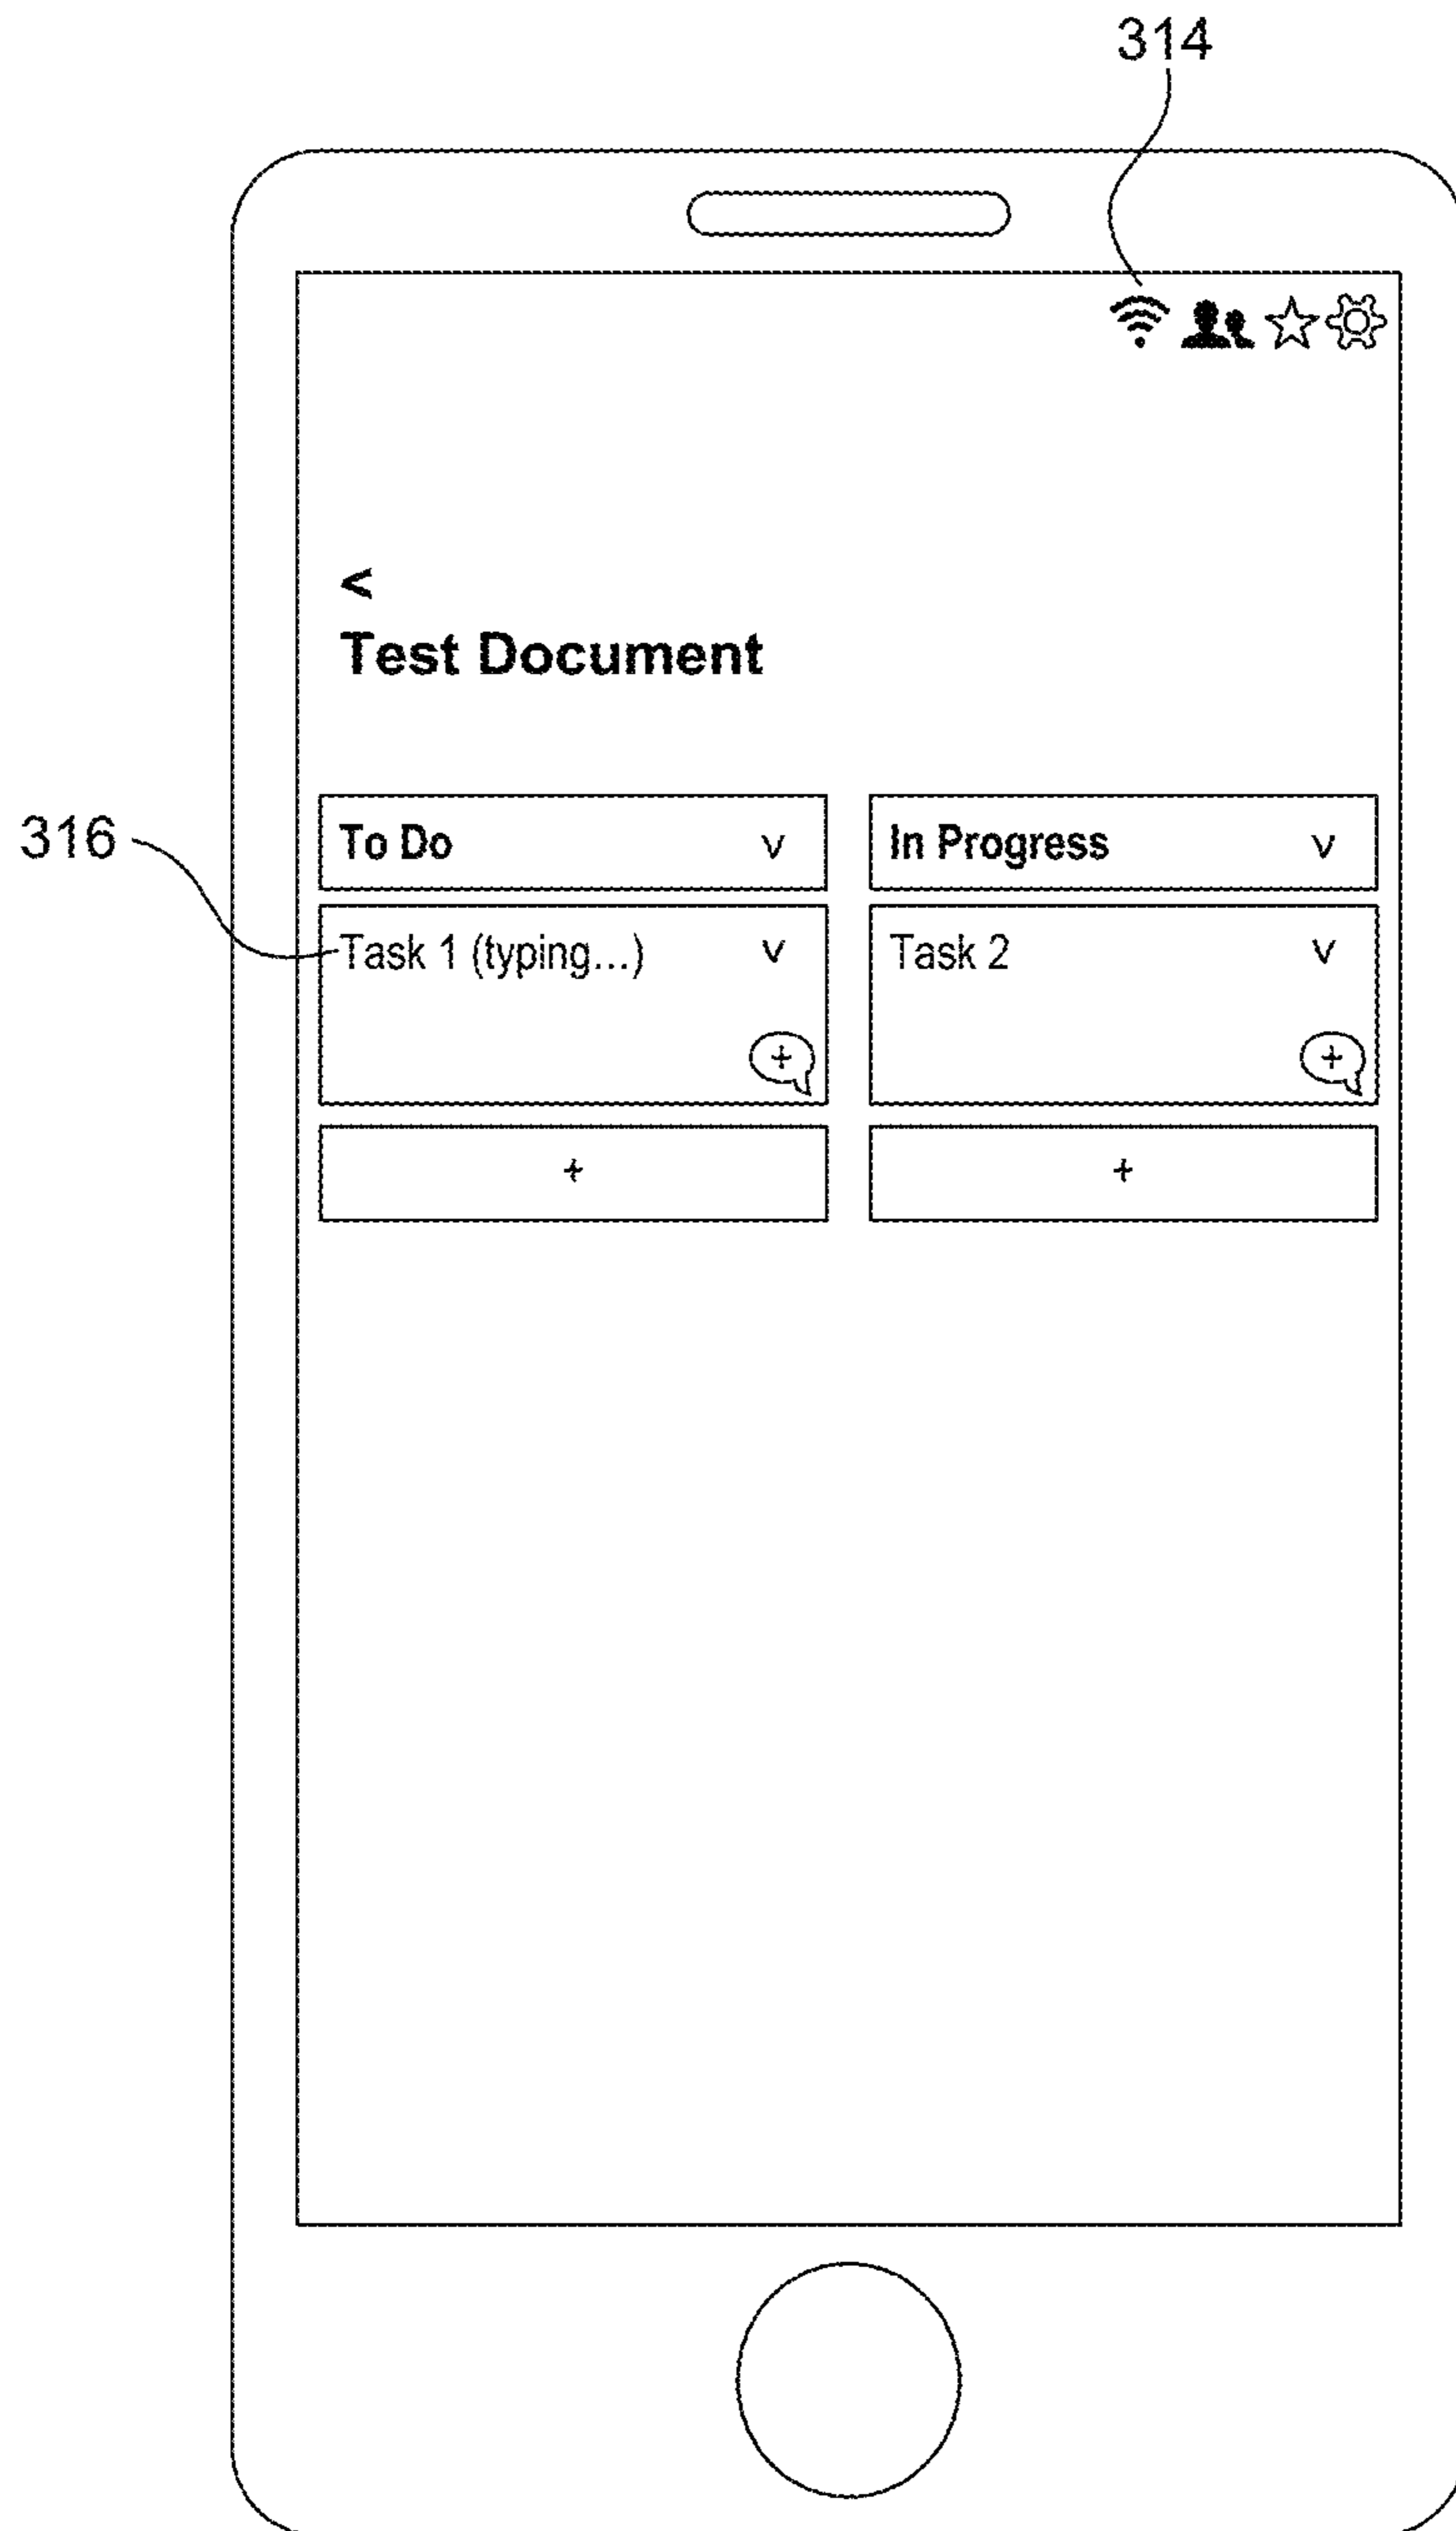 314
<
Test Document
316
To Do v In Progress v
Task 1 (typing...) v Task 2 v
+ +
+ +